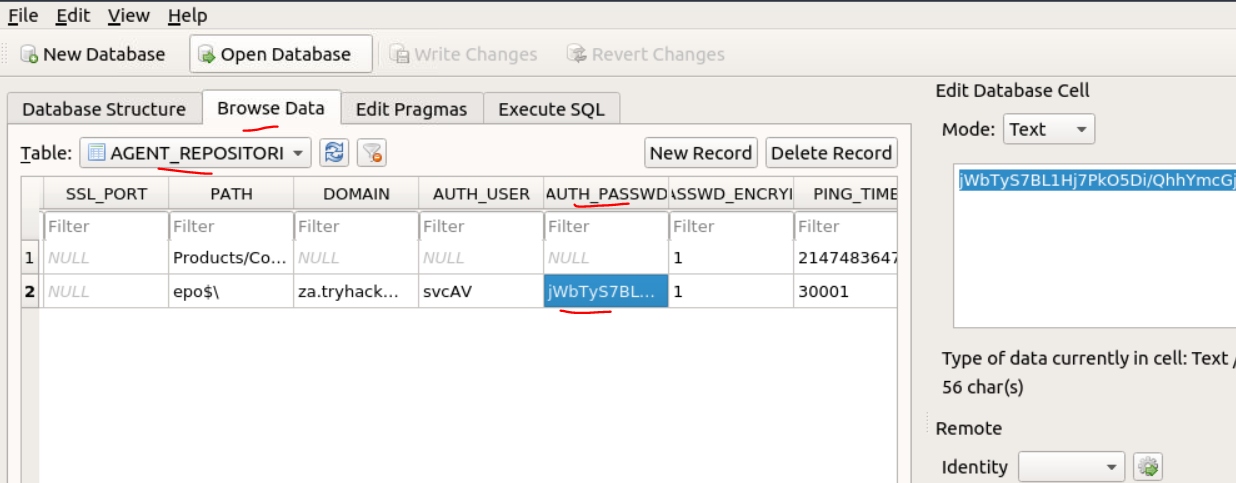 File Edit View Help
New Database Open Database Write Changes Revert Changes
Database Structure Browse Data Edit Pragmas Execute SQL
Table: AGENT_REPOSITORI New Record Delete Record
SSL_PORT PATH DOMAIN AUTH_USER AUTH_PASSWD ASSWD_ENCRYI PING_TIME
Filter Filter Filter Filter Filter Filter Filter
1 NULL Products/Co... NULL NULL NULL 1 2147483647
2 NULL epo$\ za.tryhack... svcAV jWbTyS7BL... 1 30001
Edit Database Cell
Mode: Text
jWbTyS7BL1Hj7PkO5Di/QhhYmcGj
Type of data currently in cell: Text /
56 char(s)
Remote
Identity